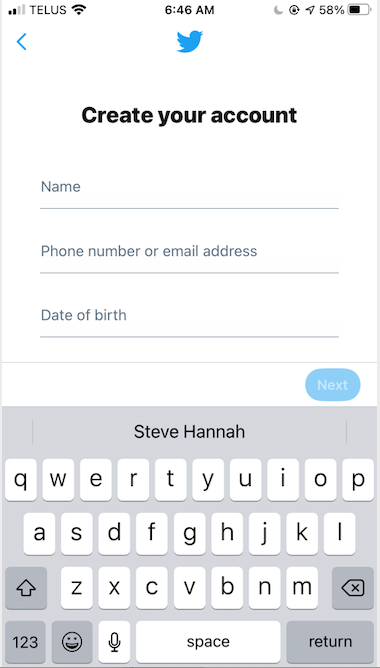 TELUS 6:46 AM 58%
Create your account
Name
Phone number or email address
Date of birth
Next
Steve Hannah
q w e r t y u i o p
a s d f g h j k l
z x c v b n m
123 space return